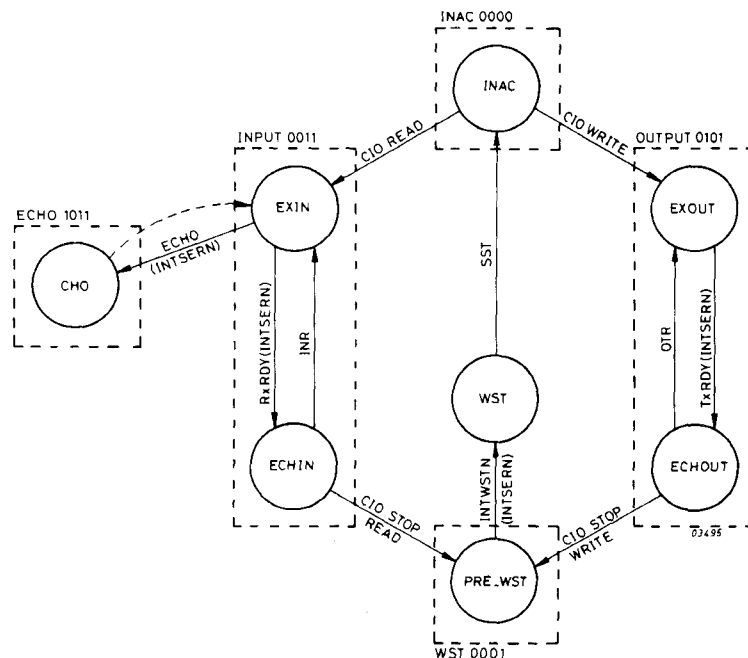 INAC 0000
INAC
CIO READ
CIO WRITE
INPUT 0011
OUTPUT 0101
EXIN
EXOUT
ECHO 1011
ECHO
(INTSERN)
CHO
SST
RxRDY(INTSERN)
INR
OTR
TxRDY(INTSERN)
WST
ECHIN
ECHOUT
INTWSTN
(INTSERN)
CIO STOP
READ
CIO STOP
WRITE
03495
PRE_WST
WST 0001